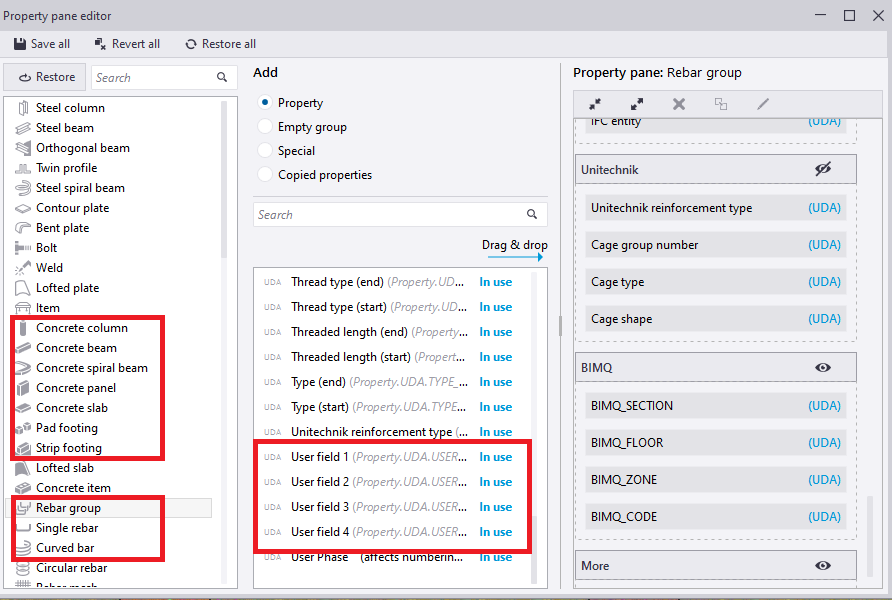 Property pane editor
Save all
Revert all
Restore all
Restore
Search
Steel column
Steel beam
Orthogonal beam
Twin profile
Steel spiral beam
Contour plate
Bent plate
Bolt
Weld
Lofted plate
Item
Concrete column
Concrete beam
Concrete spiral beam
Concrete panel
Concrete slab
Pad footing
Strip footing
Lofted slab
Concrete item
Rebar group
Single rebar
Curved bar
Circular rebar
Rebar mesh
Add
Property
Empty group
Special
Copied properties
Search
Drag & drop
UDA Thread type (end) (Property.UD... In use
UDA Thread type (start) (Property.U... In use
UDA Threaded length (end) (Property... In use
UDA Threaded length (start) (Propert... In use
UDA Type (end) (Property.UDA.TYPE_... In use
UDA Type (start) (Property.UDA.TYPE... In use
UDA Unitechnik reinforcement type (... In use
UDA User field 1 (Property.UDA.USER... In use
UDA User field 2 (Property.UDA.USER... In use
UDA User field 3 (Property.UDA.USER... In use
UDA User field 4 (Property.UDA.USER... In use
UDA User Phase (affects numberin... In use
Property pane: Rebar group
IFC entity (UDA)
Unitechnik
Unitechnik reinforcement type (UDA)
Cage group number (UDA)
Cage type (UDA)
Cage shape (UDA)
BIMQ
BIMQ_SECTION (UDA)
BIMQ_FLOOR (UDA)
BIMQ_ZONE (UDA)
BIMQ_CODE (UDA)
More